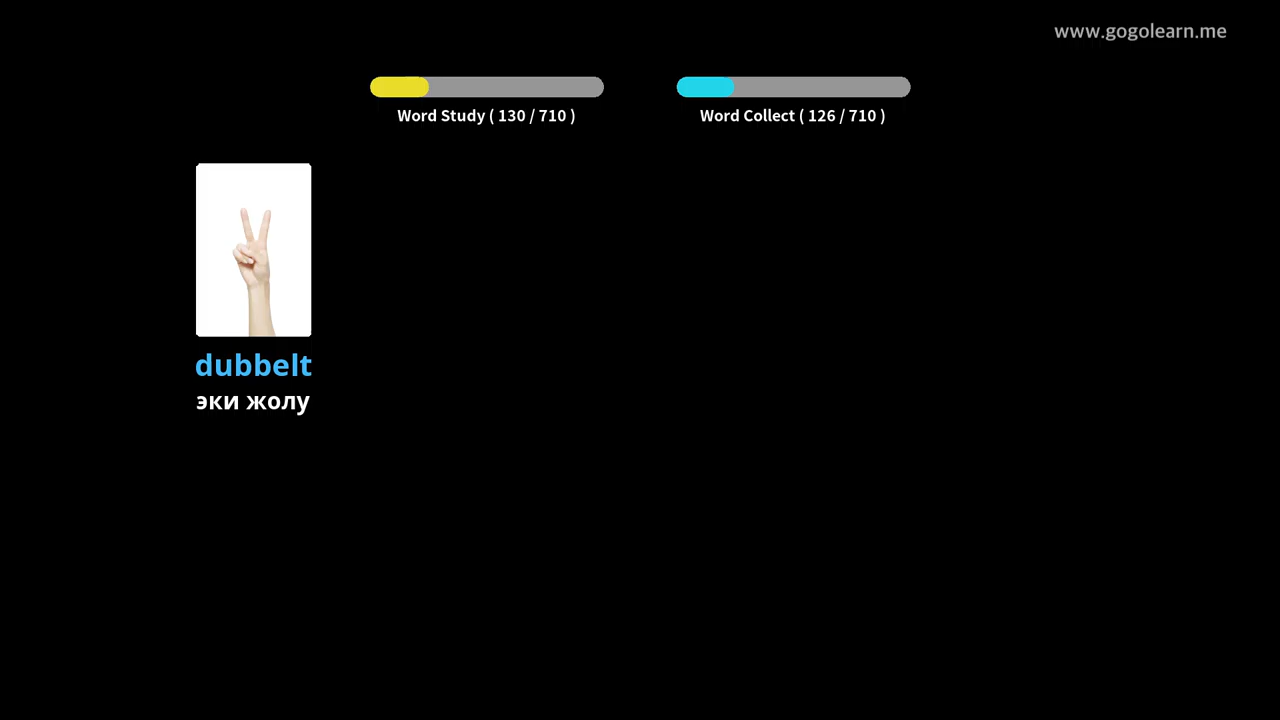 www.gogolearn.me
Word Study ( 130 / 710 )
Word Collect ( 126 / 710 )
dubbelt
эки жолу